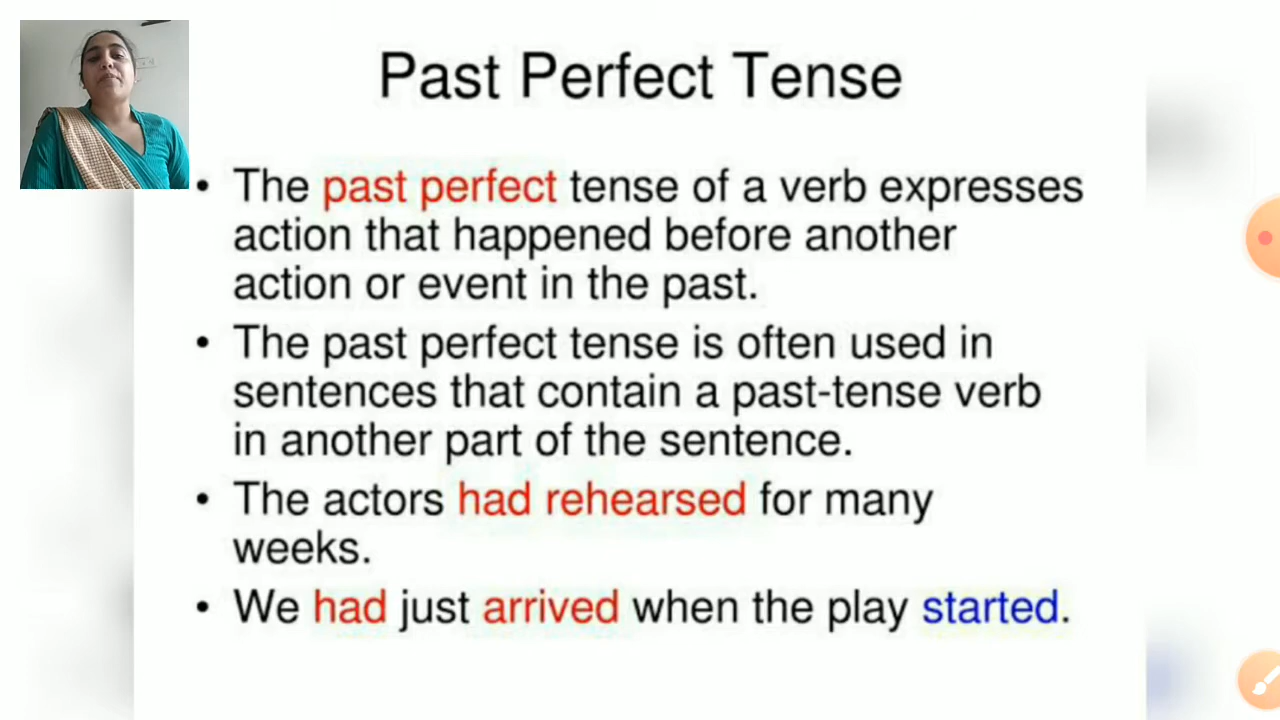 Past Perfect Tense
• The past perfect tense of a verb expresses
action that happened before another
action or event in the past.
• The past perfect tense is often used in
sentences that contain a past-tense verb
in another part of the sentence.
• The actors had rehearsed for many
weeks.
• We had just arrived when the play started.